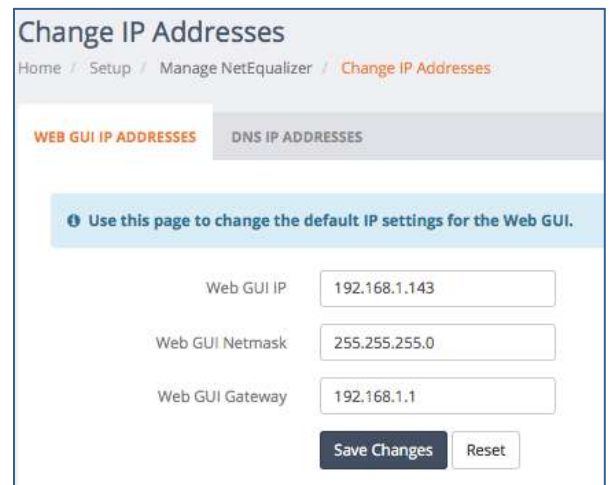 Change IP Addresses
Home / Setup / Manage NetEqualizer / Change IP Addresses
WEB GUI IP ADDRESSES DNS IP ADDRESSES
Use this page to change the default IP settings for the Web GUI.
Web GUI IP 192.168.1.143
Web GUI Netmask 255.255.255.0
Web GUI Gateway 192.168.1.1
Save Changes Reset